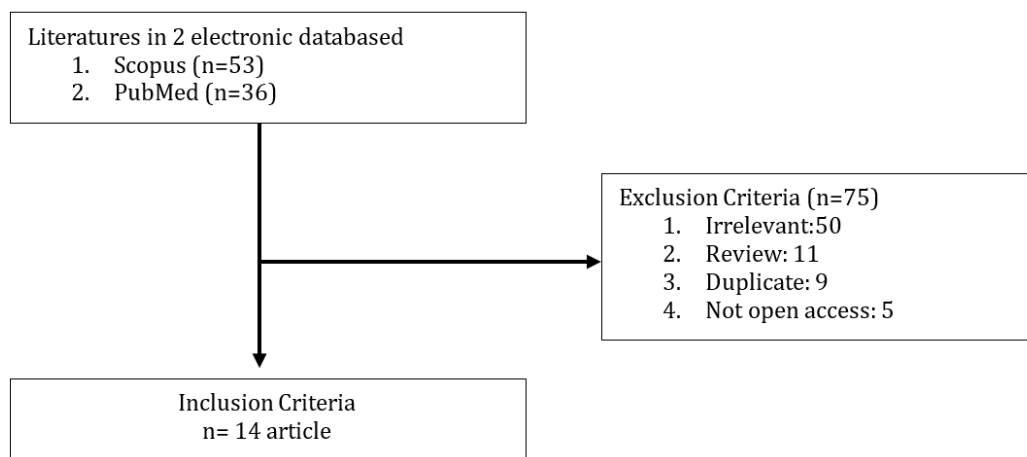 Literatures in 2 electronic databased
1. Scopus (n=53)
2. PubMed (n=36)
Exclusion Criteria (n=75)
1. Irrelevant:50
2. Review: 11
3. Duplicate: 9
4. Not open access: 5
Inclusion Criteria
n= 14 article